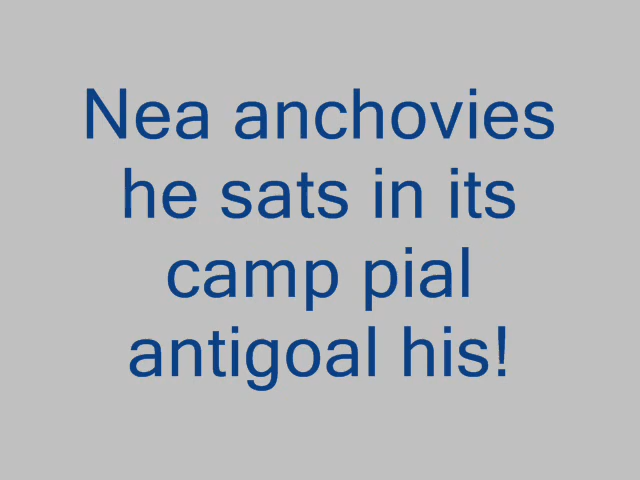 Nea anchovies
he sats in its
camp pial
antigoal his!